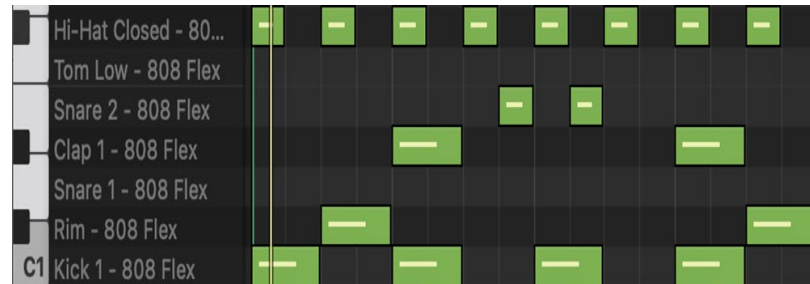 Hi-Hat Closed - 80...
Tom Low - 808 Flex
Snare 2 - 808 Flex
Clap 1 - 808 Flex
Snare 1 - 808 Flex
Rim - 808 Flex
C1 Kick 1 - 808 Flex